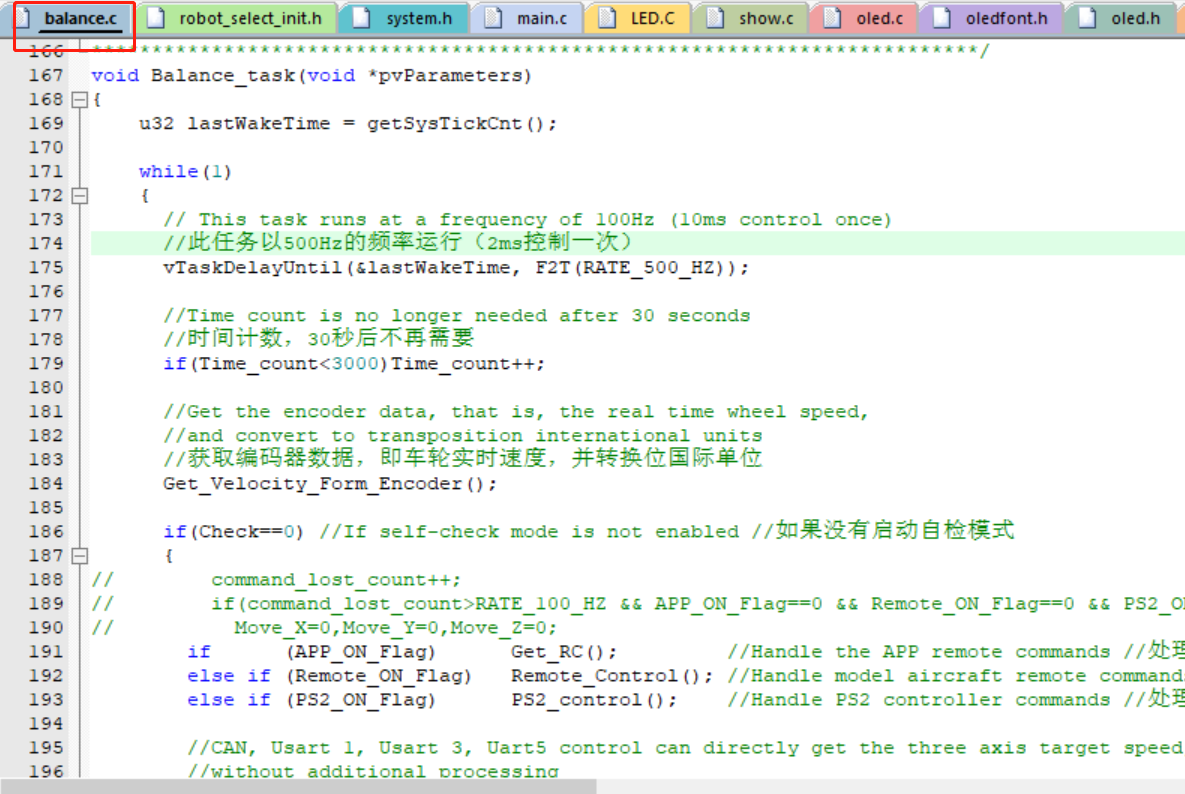 balance.c robot_select_init.h system.h main.c LED.C show.c oled.c oledfont.h oled.h
166 **************************************************************************/
167 void Balance_task(void *pvParameters)
168 {
169 u32 lastWakeTime = getSysTickCnt();
170
171 while(1)
172 {
173 // This task runs at a frequency of 100Hz (10ms control once)
174 //此任务以500Hz的频率运行（2ms控制一次）
175 vTaskDelayUntil(&lastWakeTime, F2T(RATE_500_HZ));
176
177 //Time count is no longer needed after 30 seconds
178 //时间计数，30秒后不再需要
179 if(Time_count<3000)Time_count++;
180
181 //Get the encoder data, that is, the real time wheel speed,
182 //and convert to transposition international units
183 //获取编码器数据，即车轮实时速度，并转换位国际单位
184 Get_Velocity_Form_Encoder();
185
186 if(Check==0) //If self-check mode is not enabled //如果没有启动自检模式
187 {
188 // command_lost_count++;
189 // if(command_lost_count>RATE_100_HZ && APP_ON_Flag==0 && Remote_ON_Flag==0 && PS2_O
190 // Move_X=0,Move_Y=0,Move_Z=0;
191 if (APP_ON_Flag) Get_RC(); //Handle the APP remote commands //处理
192 else if (Remote_ON_Flag) Remote_Control(); //Handle model aircraft remote command
193 else if (PS2_ON_Flag) PS2_control(); //Handle PS2 controller commands //处理
194
195 //CAN, Usart 1, Usart 3, Uart5 control can directly get the three axis target speed
196 //without additional processing